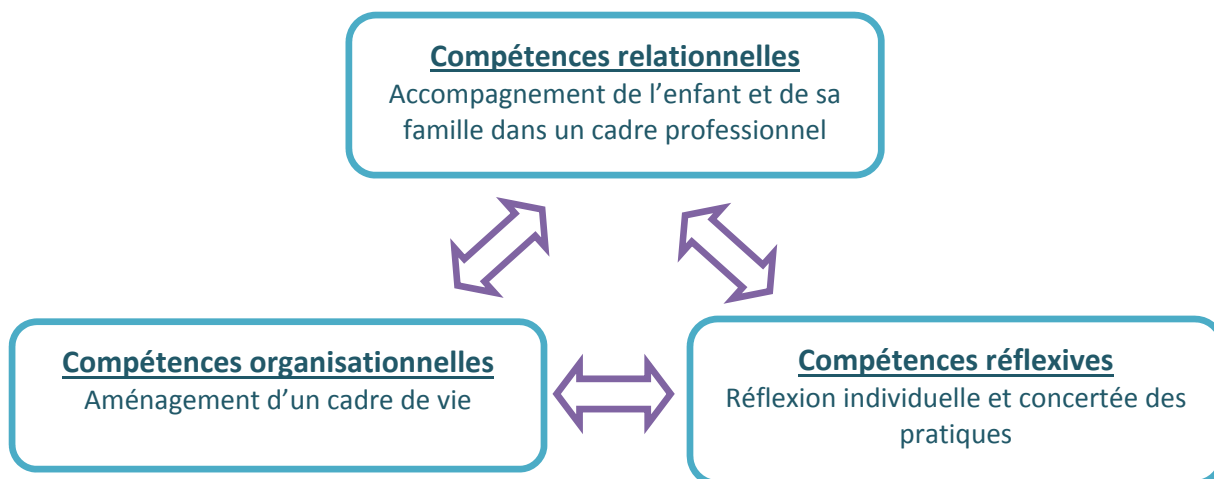 Compétences relationnelles
Accompagnement de l’enfant et de sa
famille dans un cadre professionnel
Compétences organisationnelles
Aménagement d’un cadre de vie
Compétences réflexives
Réflexion individuelle et concertée des
pratiques